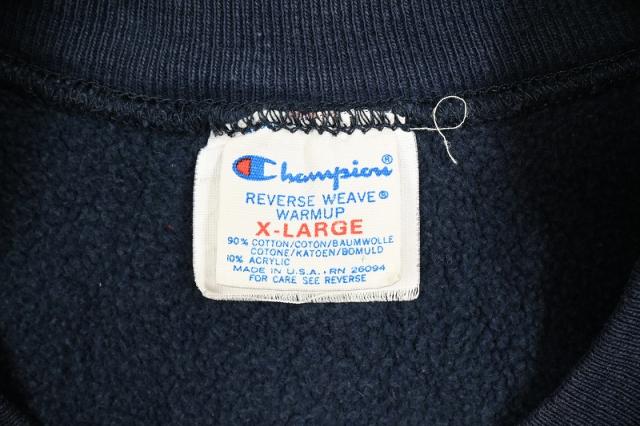 Champion®
REVERSE WEAVE®
WARMUP
X-LARGE
90% COTTON/COTON/BAUMWOLLE
COTONE/KATOEN/BOMULD
10% ACRYLIC
MADE IN U.S.A., RN 26094
FOR CARE SEE REVERSE